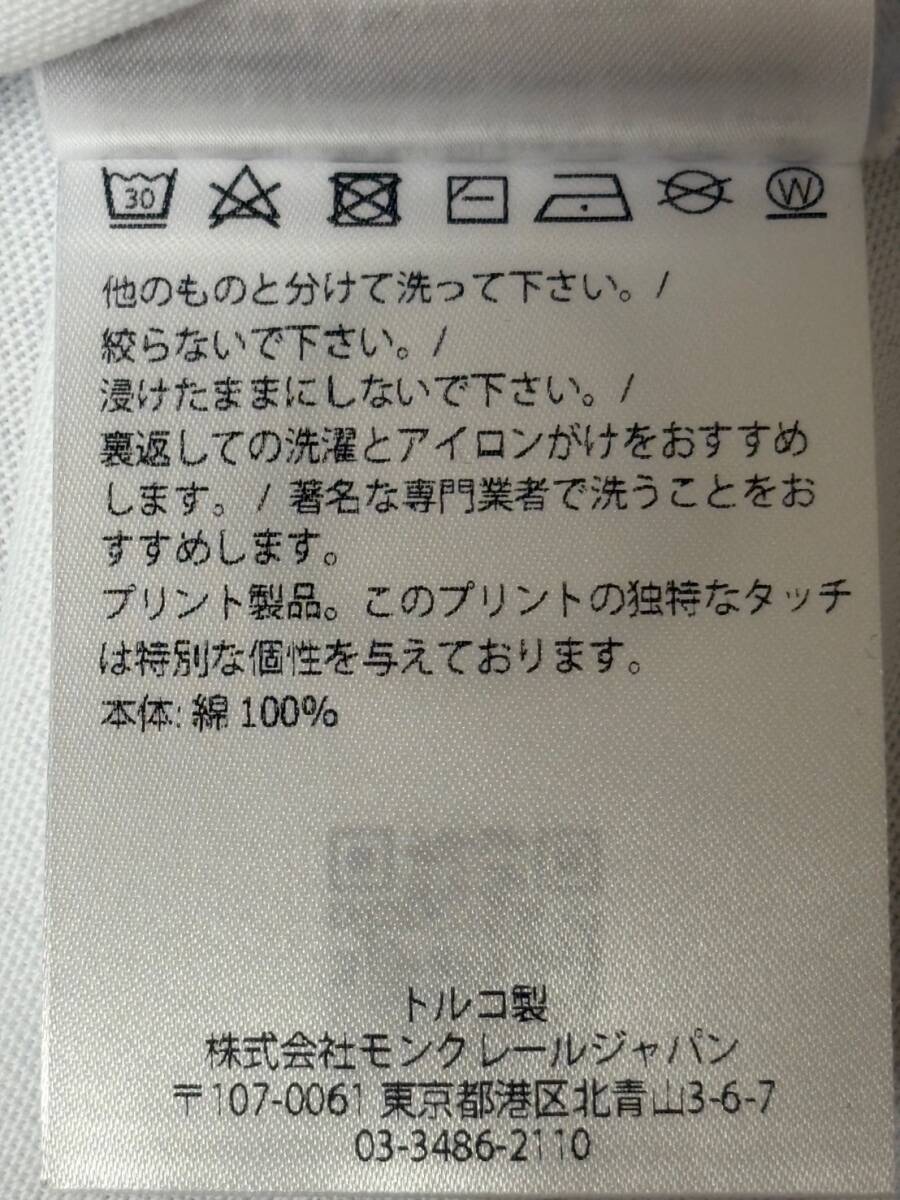 30 W
他のものと分けて洗って下さい。/
絞らないで下さい。/
浸けたままにしないで下さい。/
裏返しての洗濯とアイロンがけをおすすめ
します。/ 著名な専門業者で洗うことをお
すすめします。
プリント製品。このプリントの独特なタッチ
は特別な個性を与えております。
本体: 綿 100%
トルコ製
株式会社モンクレールジャパン
〒107-0061 東京都港区北青山3-6-7
03-3486-2110